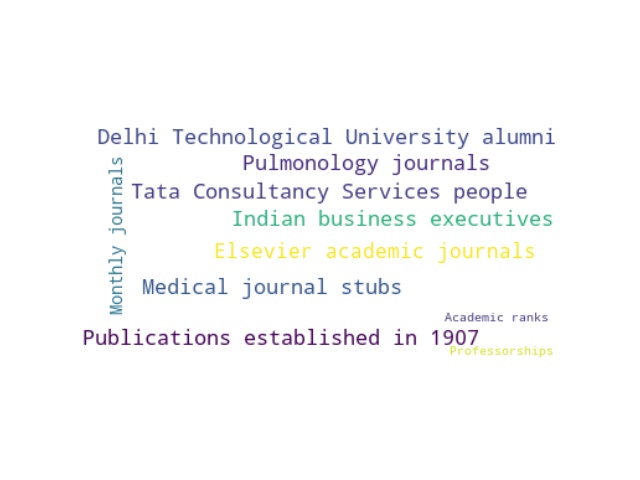 Delhi Technological University alumni
Pulmonology journals
Tata Consultancy Services people
Monthly journals
Indian business executives
Elsevier academic journals
Medical journal stubs
Academic ranks
Publications established in 1907
Professorships